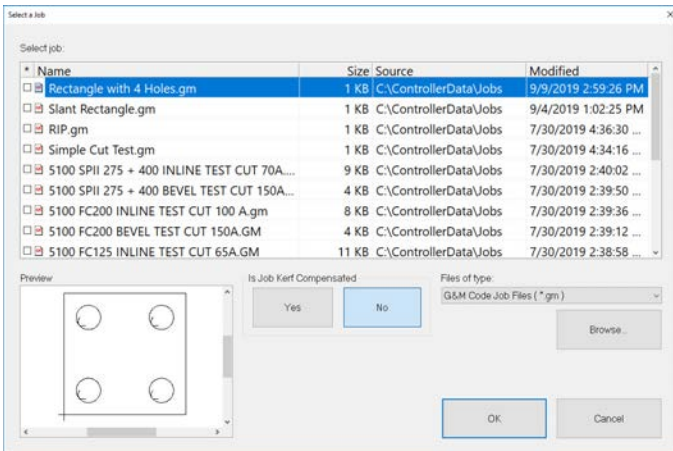 Select a Job
Select job:
* Name Size Source Modified
Rectangle with 4 Holes.gm 1 KB C:\ControllerData\Jobs 9/9/2019 2:59:26 PM
Slant Rectangle.gm 1 KB C:\ControllerData\Jobs 9/4/2019 1:02:25 PM
RIP.gm 1 KB C:\ControllerData\Jobs 7/30/2019 4:36:30 ...
Simple Cut Test.gm 1 KB C:\ControllerData\Jobs 7/30/2019 4:34:16 ...
5100 SPII 275 + 400 INLINE TEST CUT 70A.... 9 KB C:\ControllerData\Jobs 7/30/2019 2:40:02 ...
5100 SPII 275 + 400 BEVEL TEST CUT 150A... 4 KB C:\ControllerData\Jobs 7/30/2019 2:39:50 ...
5100 FC200 INLINE TEST CUT 100 A.gm 8 KB C:\ControllerData\Jobs 7/30/2019 2:39:36 ...
5100 FC200 BEVEL TEST CUT 150A.GM 4 KB C:\ControllerData\Jobs 7/30/2019 2:39:12 ...
5100 FC125 INLINE TEST CUT 65A.GM 11 KB C:\ControllerData\Jobs 7/30/2019 2:38:58 ...
Preview Is Job Kerf Compensated Files of type:
Yes No G&M Code Job Files ( *.gm )
Browse...
OK Cancel